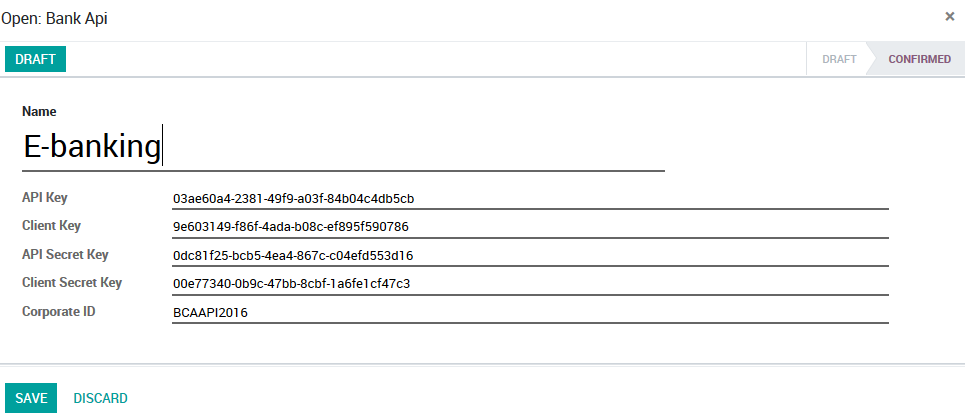 Open: Bank Api
×
DRAFT
DRAFT CONFIRMED
Name
E-banking
API Key 03ae60a4-2381-49f9-a03f-84b04c4db5cb
Client Key 9e603149-f86f-4ada-b08c-ef895f590786
API Secret Key 0dc81f25-bcb5-4ea4-867c-c04efd553d16
Client Secret Key 00e77340-0b9c-47bb-8cbf-1a6fe1cf47c3
Corporate ID BCAAPI2016
SAVE DISCARD